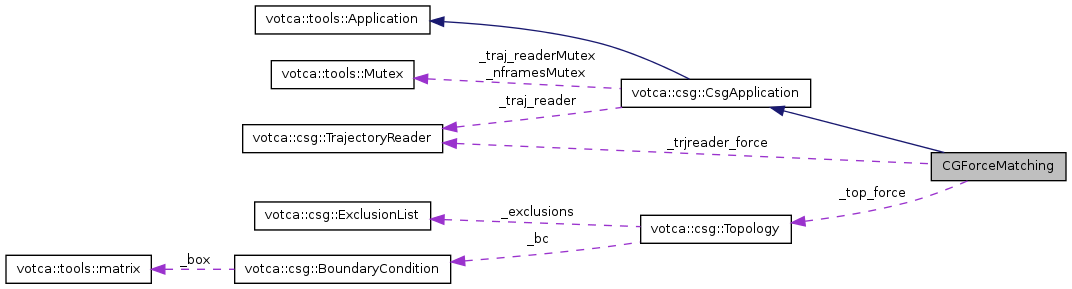 votca::tools::Application
_traj_readerMutex
_nframesMutex
votca::tools::Mutex
votca::csg::CsgApplication
_traj_reader
votca::csg::TrajectoryReader
_trjreader_force
CGForceMatching
_top_force
votca::csg::ExclusionList
_exclusions
votca::csg::Topology
_bc
_box
votca::tools::matrix
votca::csg::BoundaryCondition